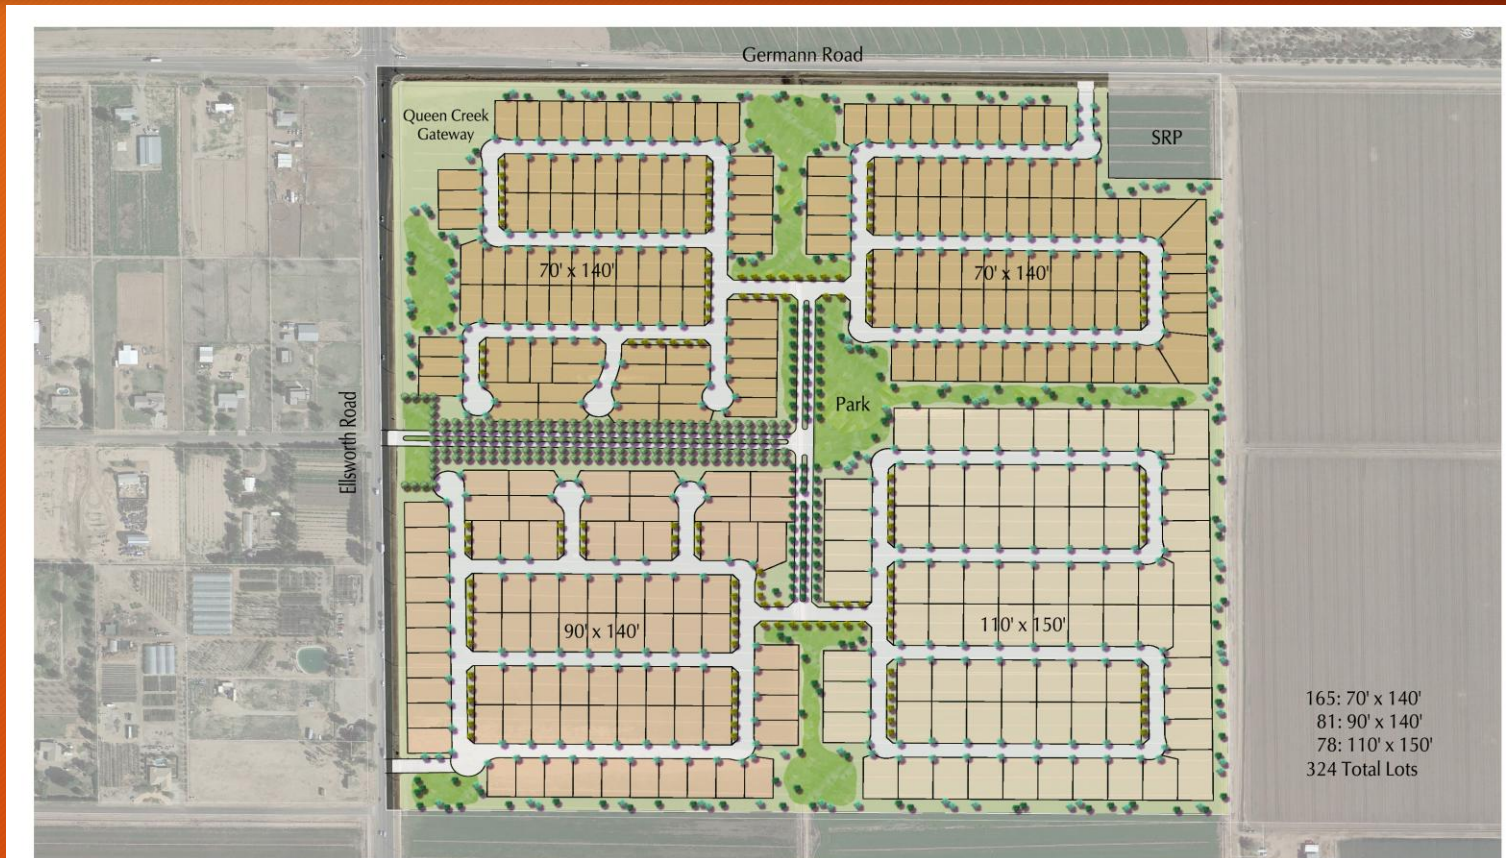 Germann Road
Queen Creek
Gateway
SRP
70' x 140'
70' x 140'
Ellsworth Road
Park
90' x 140'
110' x 150'
165: 70' x 140'
81: 90' x 140'
78: 110' x 150'
324 Total Lots